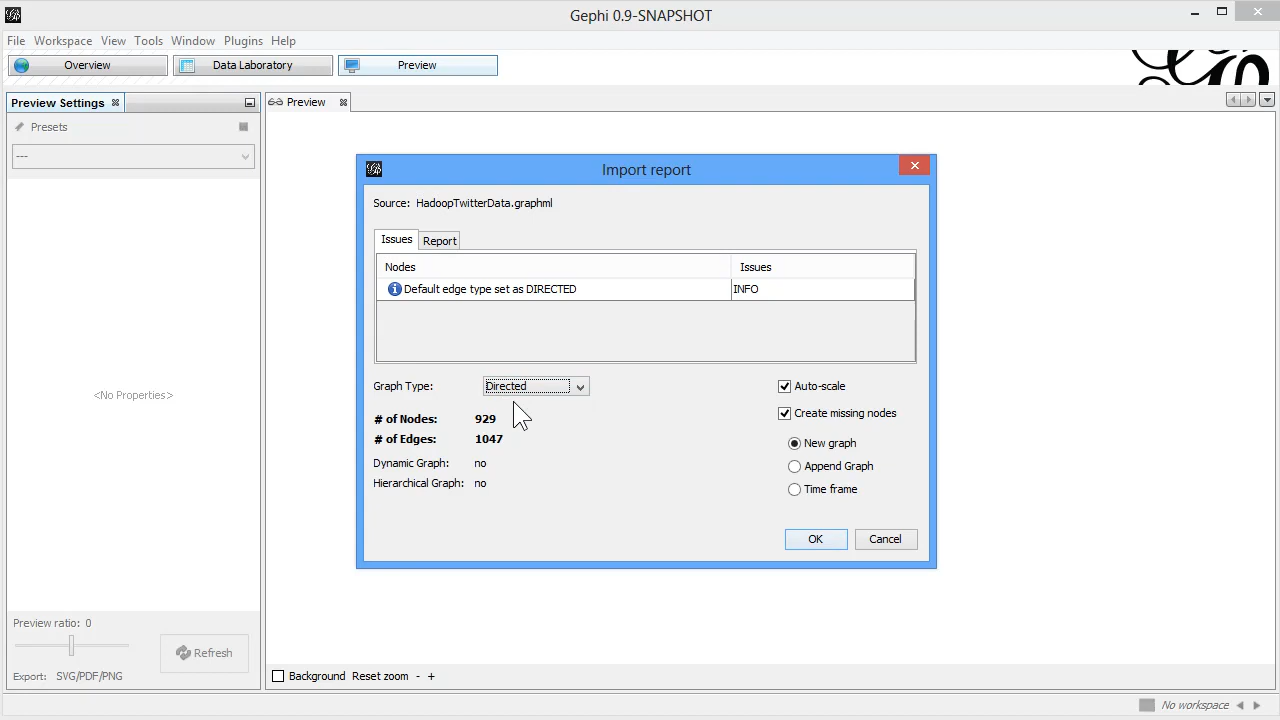 Gephi 0.9-SNAPSHOT
File Workspace View Tools Window Plugins Help
Overview Data Laboratory Preview
Preview Settings Preview
Presets
---
<No Properties>
Preview ratio: 0
Refresh
Export: SVG/PDF/PNG
Import report
Source: HadoopTwitterData.graphml
Issues Report
Nodes Issues
Default edge type set as DIRECTED INFO
Graph Type: Directed
# of Nodes: 929
# of Edges: 1047
Dynamic Graph: no
Hierarchical Graph: no
Auto-scale
Create missing nodes
New graph
Append Graph
Time frame
OK Cancel
Background Reset zoom - +
No workspace